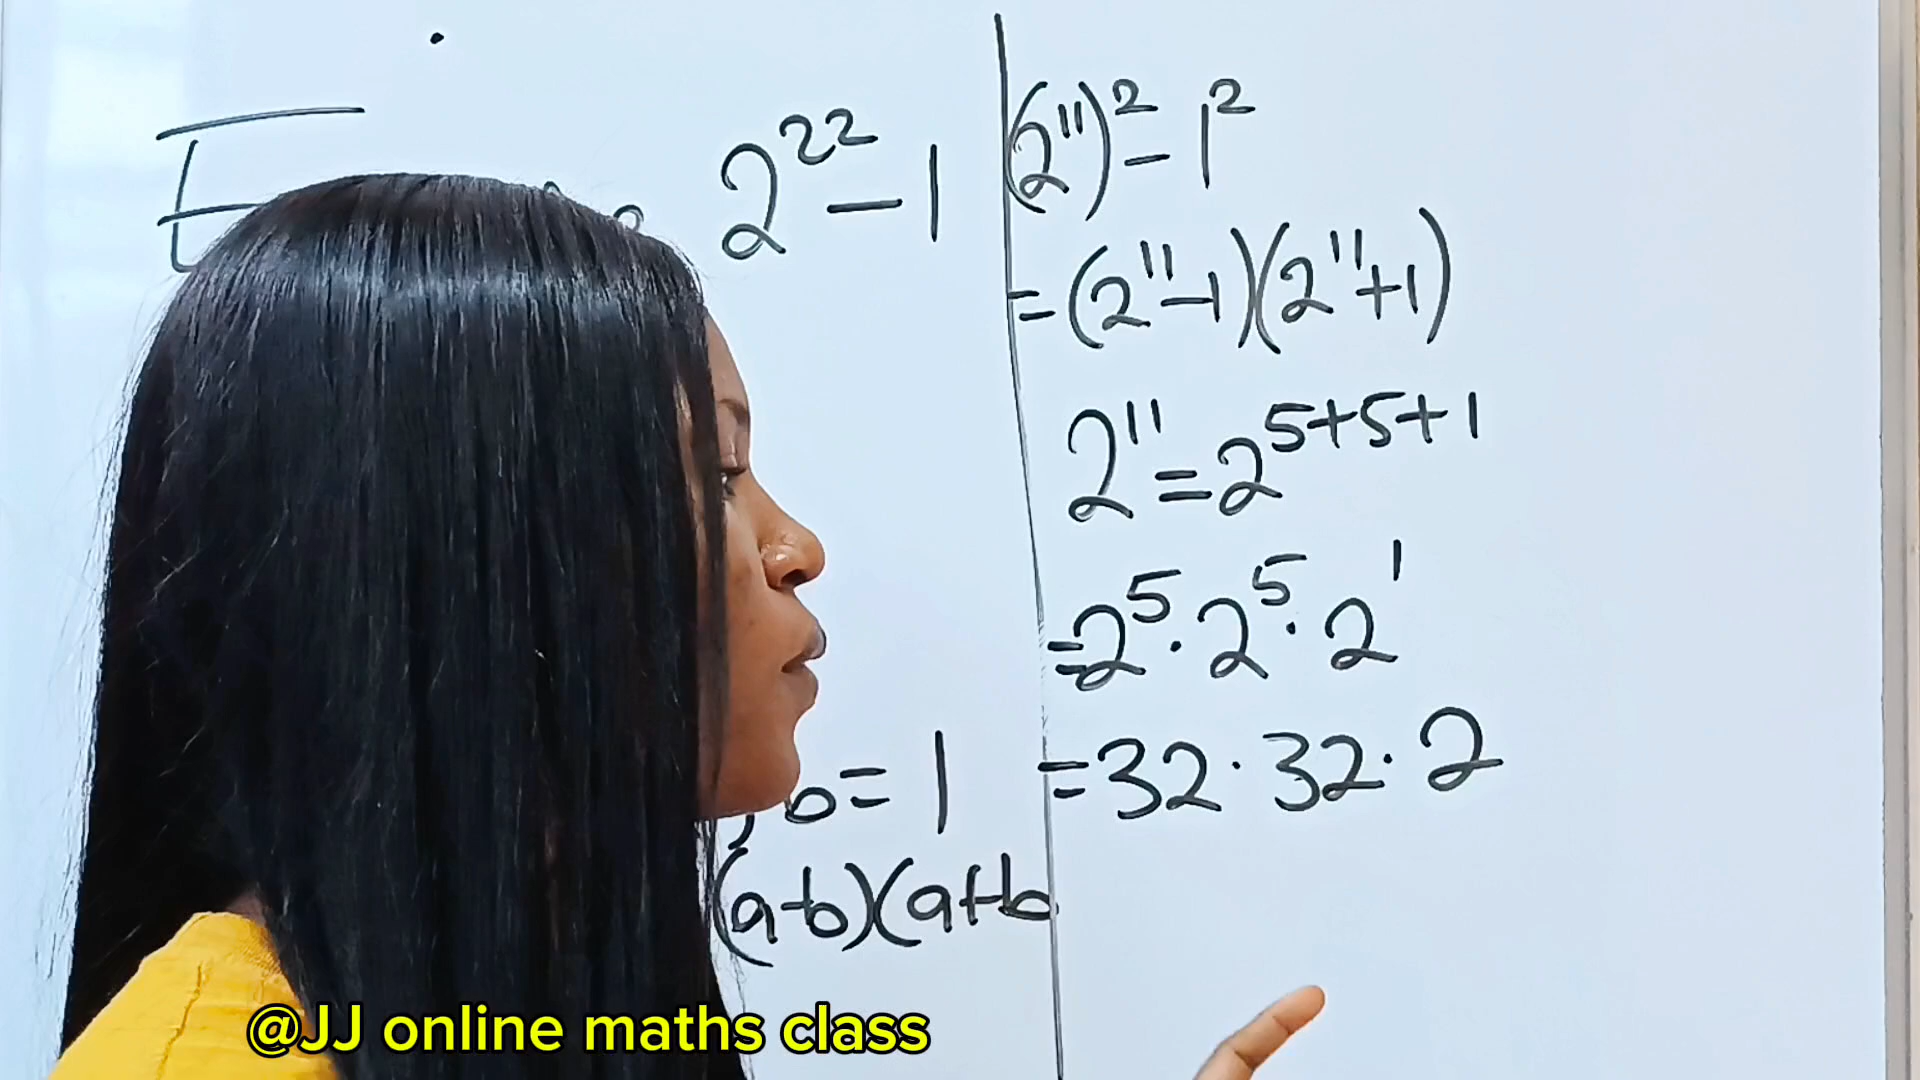 2²² - 1
b = 1
(a-b)(a+b
(2¹¹)² - 1²
= (2¹¹-1)(2¹¹+1)
2¹¹ = 2⁵⁺⁵⁺¹
= 2⁵ · 2⁵ · 2¹
= 32 · 32 · 2
@JJ online maths class